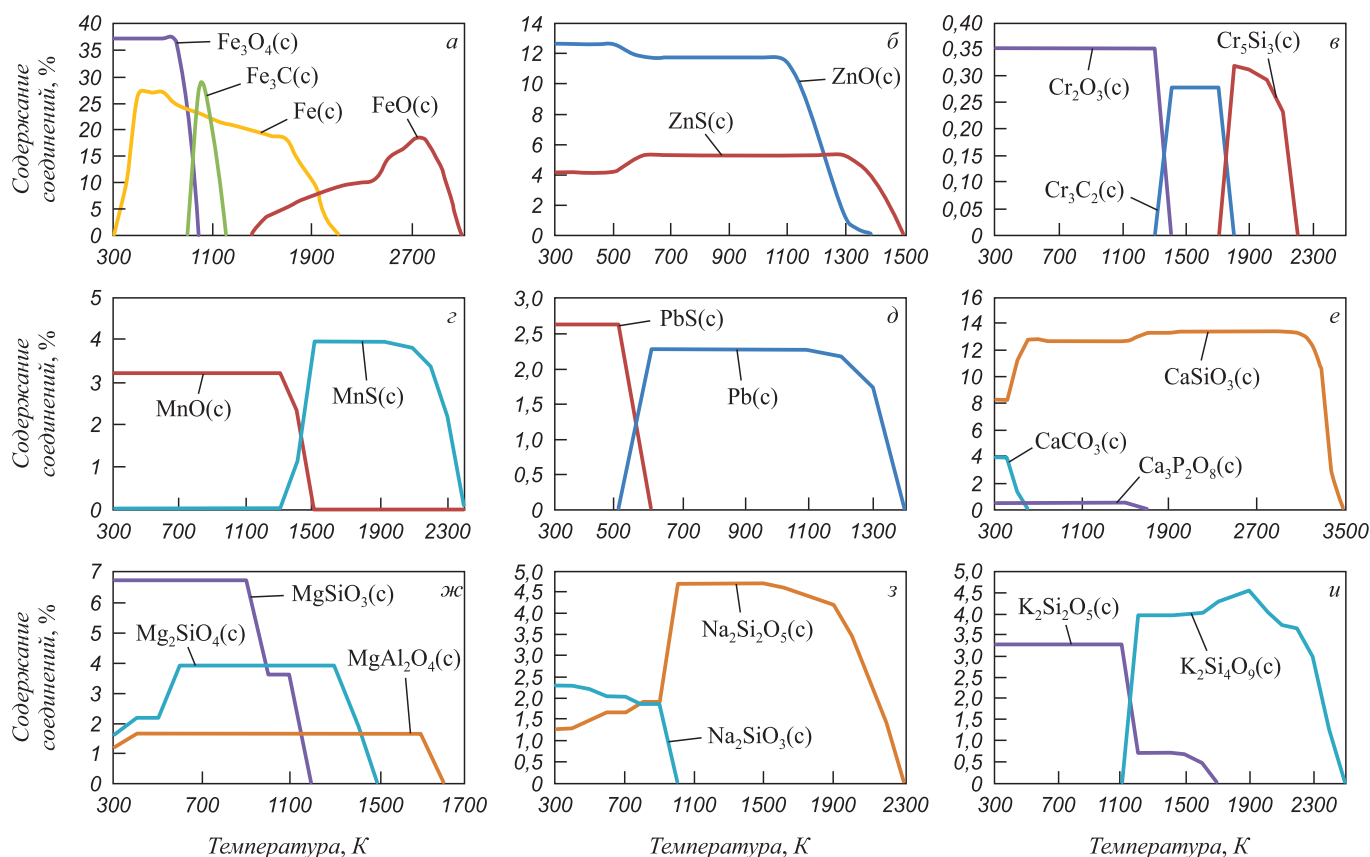 Содержание соединений, %
40
35
30
25
20
15
10
5
0
Fe₃O₄(c)
Fe₃C(c)
Fe(c)
FeO(c)
а
300 1100 1900 2700
14
12
10
8
6
4
2
0
ZnO(c)
ZnS(c)
б
300 500 700 900 1100 1300 1500
0,40
0,35
0,30
0,25
0,20
0,15
0,10
0,05
0
Cr₅Si₃(c)
Cr₂O₃(c)
Cr₃C₂(c)
в
300 700 1100 1500 1900 2300
Содержание соединений, %
5
4
3
2
1
0
MnO(c)
MnS(c)
г
300 700 1100 1500 1900 2300
3,0
2,5
2,0
1,5
1,0
0,5
0
PbS(c)
Pb(c)
д
300 500 700 900 1100 1300
16
14
12
10
8
6
4
2
0
CaSiO₃(c)
CaCO₃(c)
Ca₃P₂O₈(c)
е
300 1100 1900 2700 3500
Содержание соединений, %
7
6
5
4
3
2
1
0
MgSiO₃(c)
Mg₂SiO₄(c)
MgAl₂O₄(c)
ж
300 700 1100 1500 1700
Температура, К
5,0
4,5
4,0
3,5
3,0
2,5
2,0
1,5
1,0
0,5
0
Na₂Si₂O₅(c)
Na₂SiO₃(c)
з
300 700 1100 1500 1900 2300
Температура, К
5,0
4,5
4,0
3,5
3,0
2,5
2,0
1,5
1,0
0,5
0
K₂Si₂O₅(c)
K₂Si₄O₉(c)
и
300 700 1100 1500 1900 2300
Температура, К